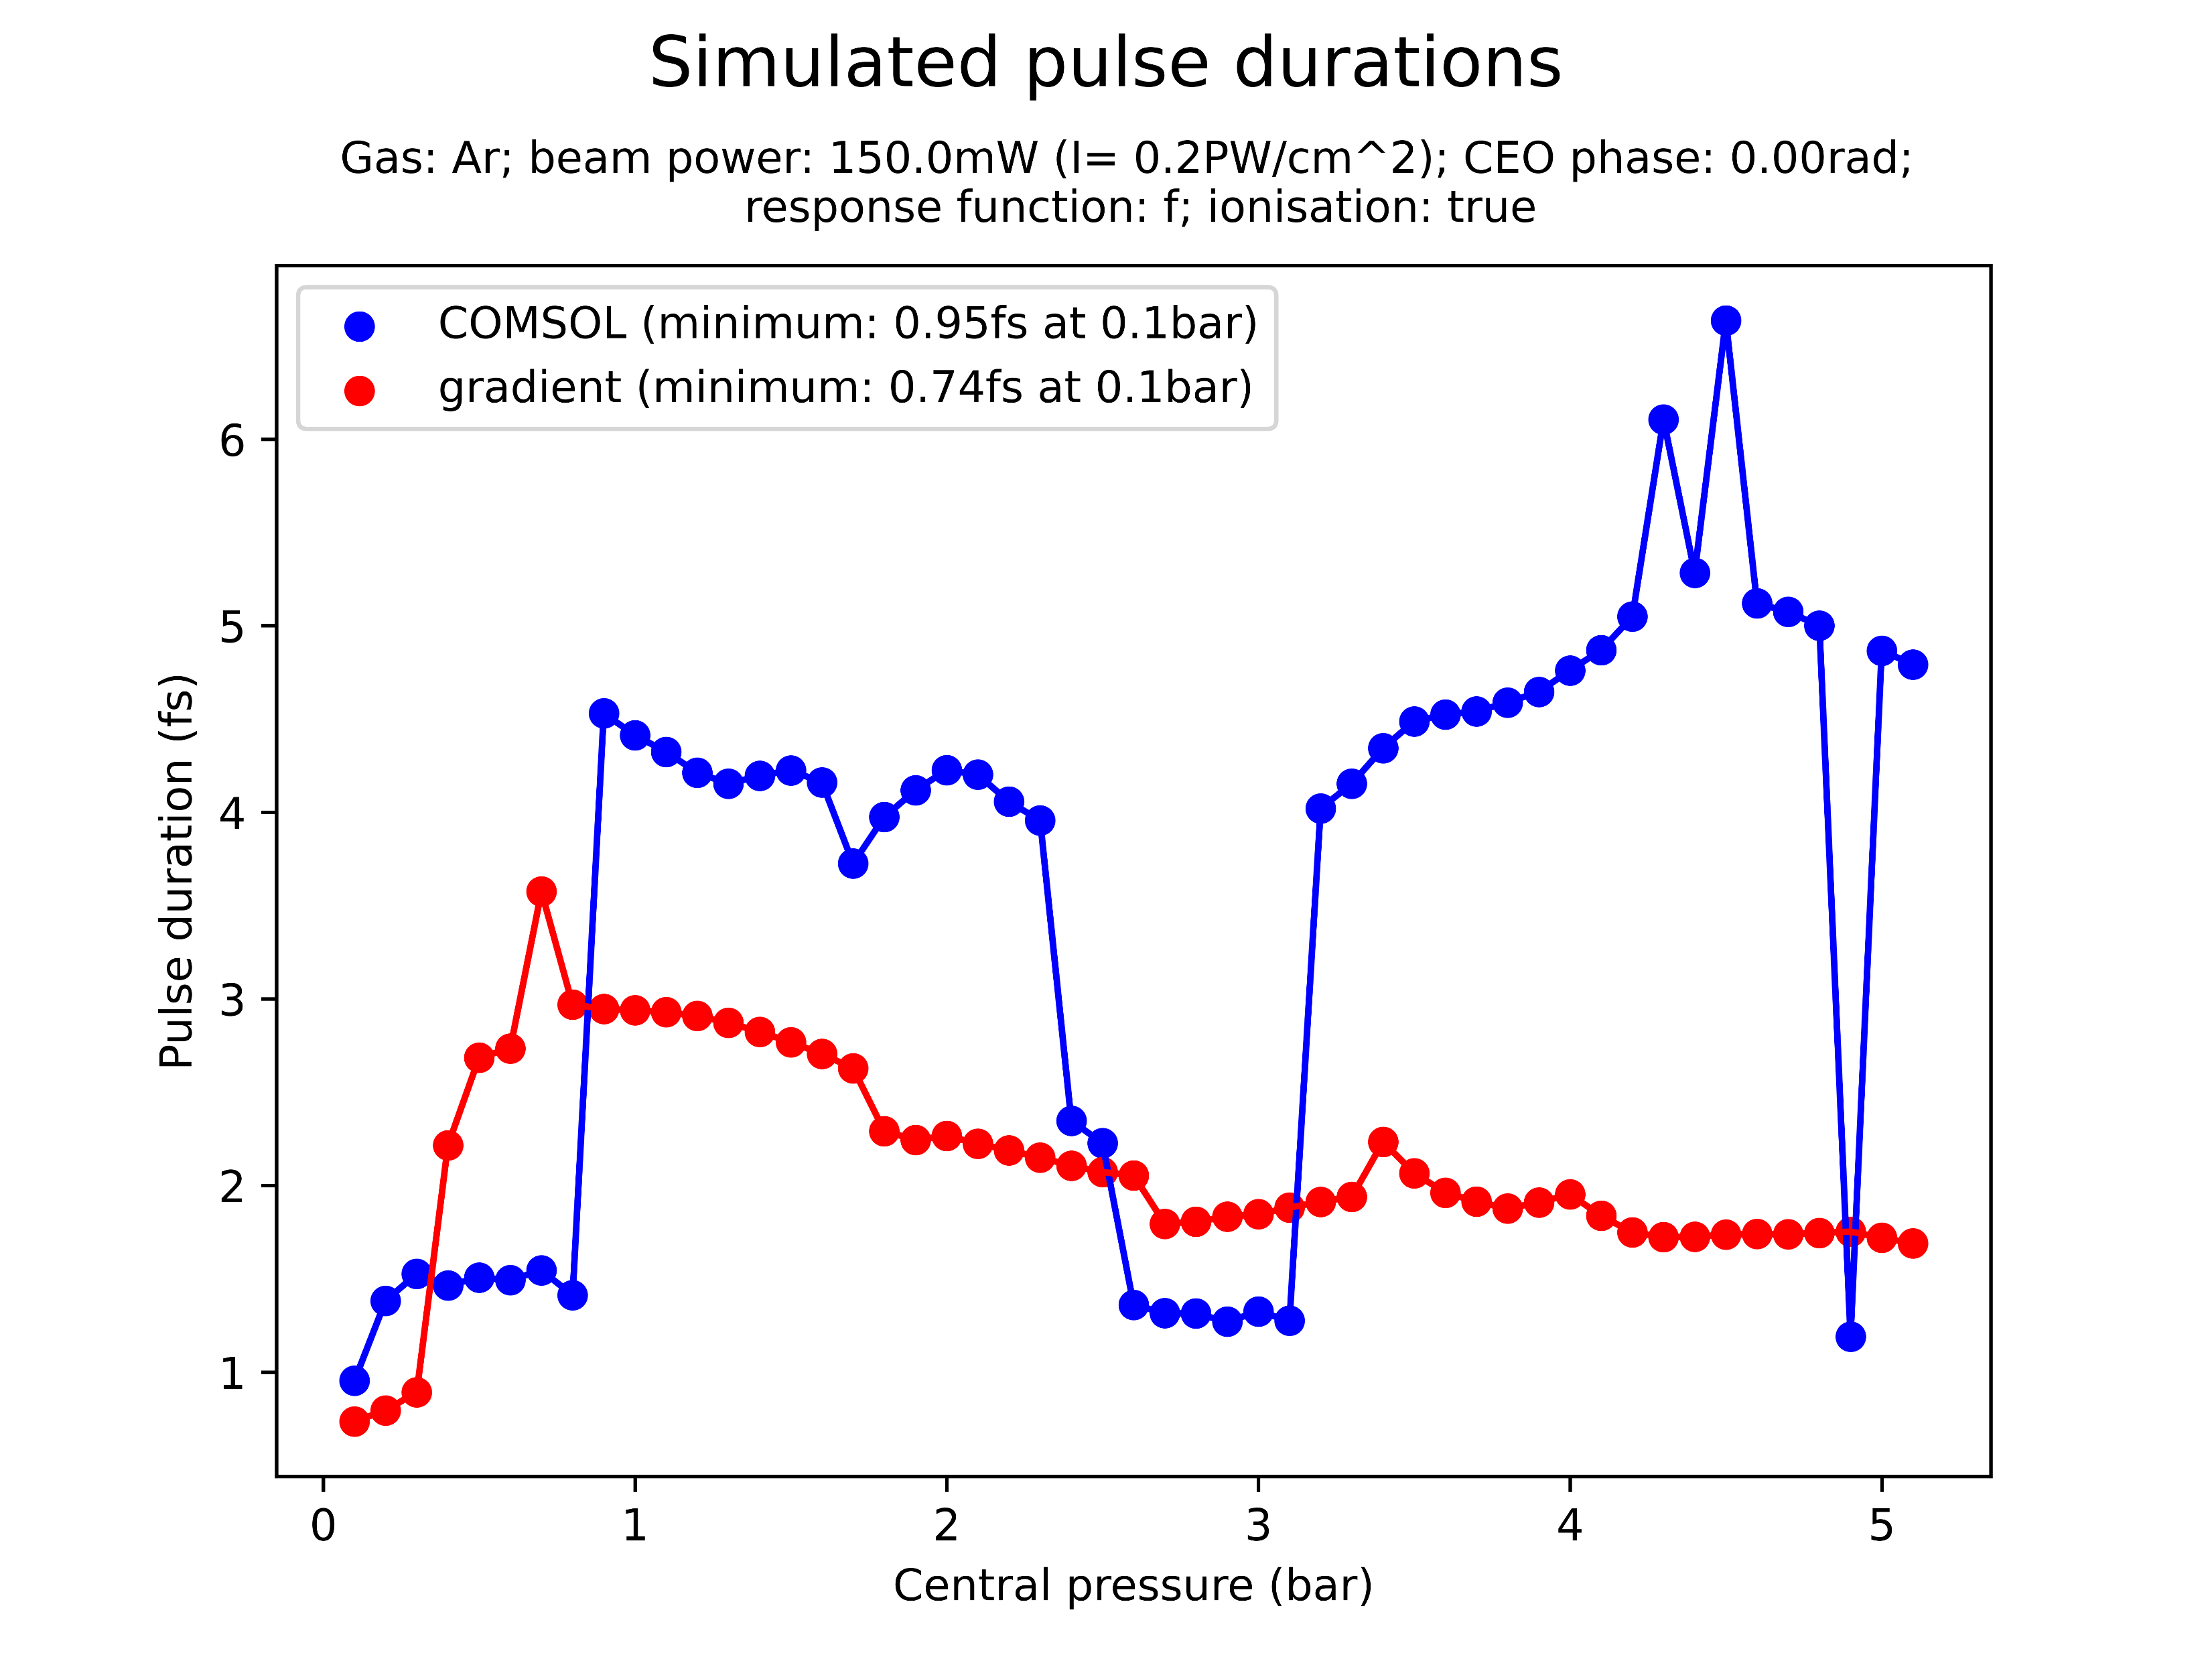 Simulated pulse durations
Gas: Ar; beam power: 150.0mW (I= 0.2PW/cm^2); CEO phase: 0.00rad;
response function: f; ionisation: true
COMSOL (minimum: 0.95fs at 0.1bar)
gradient (minimum: 0.74fs at 0.1bar)
Pulse duration (fs)
6
5
4
3
2
1
0 1 2 3 4 5
Central pressure (bar)